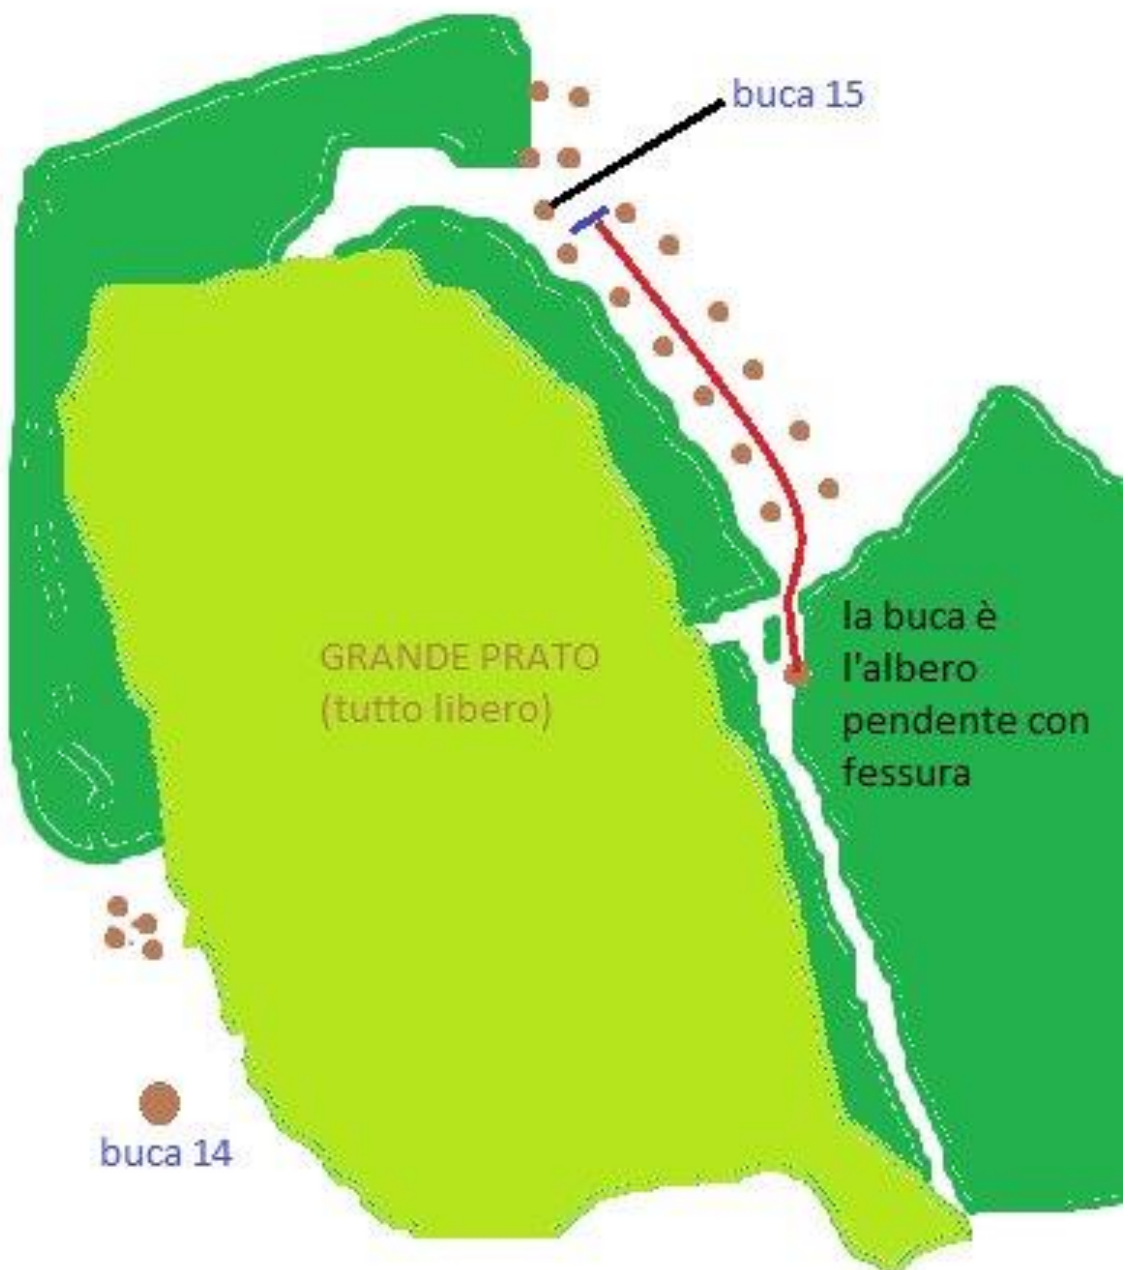 buca 15
GRANDE PRATO
(tutto libero)
la buca è
l'albero
pendente con
fessura
buca 14